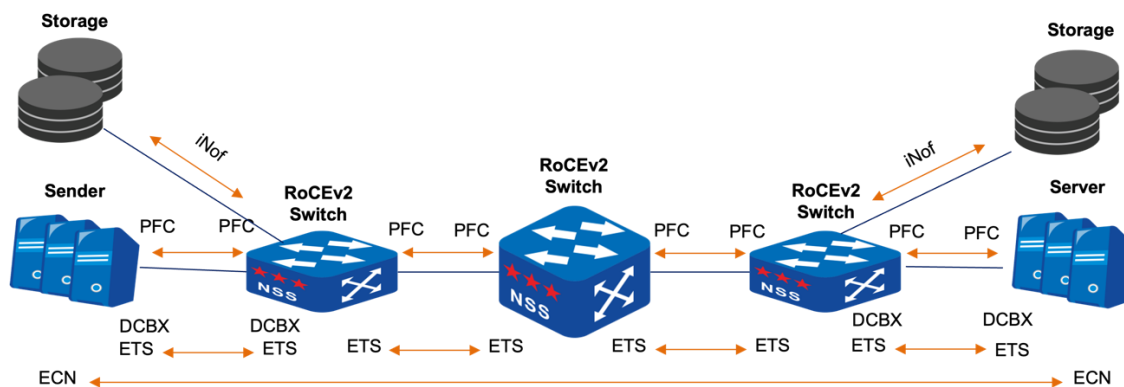 Storage
Storage
iNof
iNof
RoCEv2
Switch
Sender
RoCEv2
Switch
RoCEv2
Switch
Server
PFC PFC PFC PFC PFC PFC PFC PFC
NSS NSS NSS
DCBX DCBX DCBX DCBX
ETS ETS ETS ETS ETS ETS ETS ETS
ECN ECN